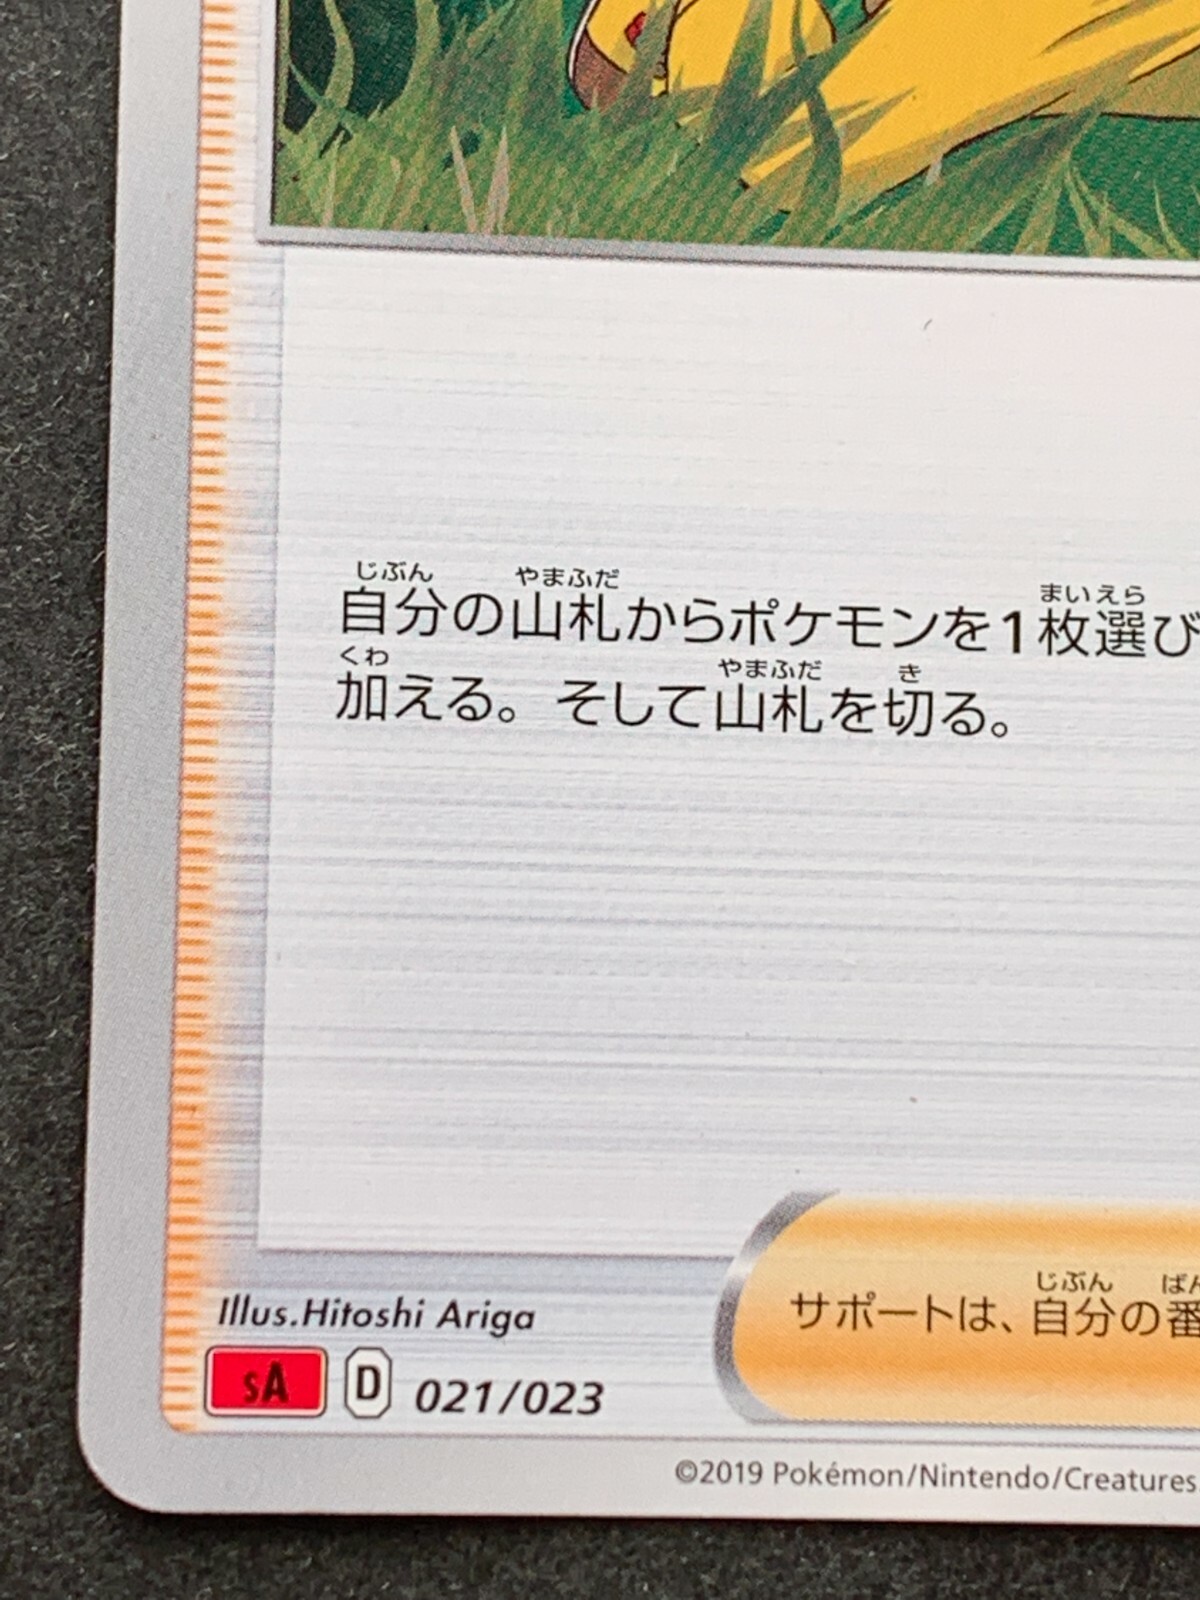 じぶん やまふだ まい えら
自分の山札からポケモンを1枚選び
くわ やまふだ き
加える。そして山札を切る。
Illus.Hitoshi Ariga
じぶん ばん
サポートは、自分の番
sA D 021/023
©2019 Pokémon/Nintendo/Creatures